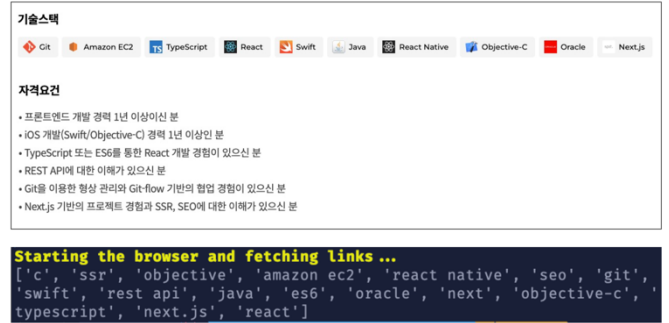 기술스택
Git Amazon EC2 TypeScript React Swift Java React Native Objective-C Oracle Next.js
자격요건
• 프론트엔드 개발 경력 1년 이상이신 분
• iOS 개발(Swift/Objective-C) 경력 1년 이상인 분
• TypeScript 또는 ES6를 통한 React 개발 경험이 있으신 분
• REST API에 대한 이해가 있으신 분
• Git을 이용한 형상 관리와 Git-flow 기반의 협업 경험이 있으신 분
• Next.js 기반의 프로젝트 경험과 SSR, SEO에 대한 이해가 있으신 분
Starting the browser and fetching links...
['c', 'ssr', 'objective', 'amazon ec2', 'react native', 'seo', 'git',
'swift', 'rest api', 'java', 'es6', 'oracle', 'next', 'objective-c', '
typescript', 'next.js', 'react']